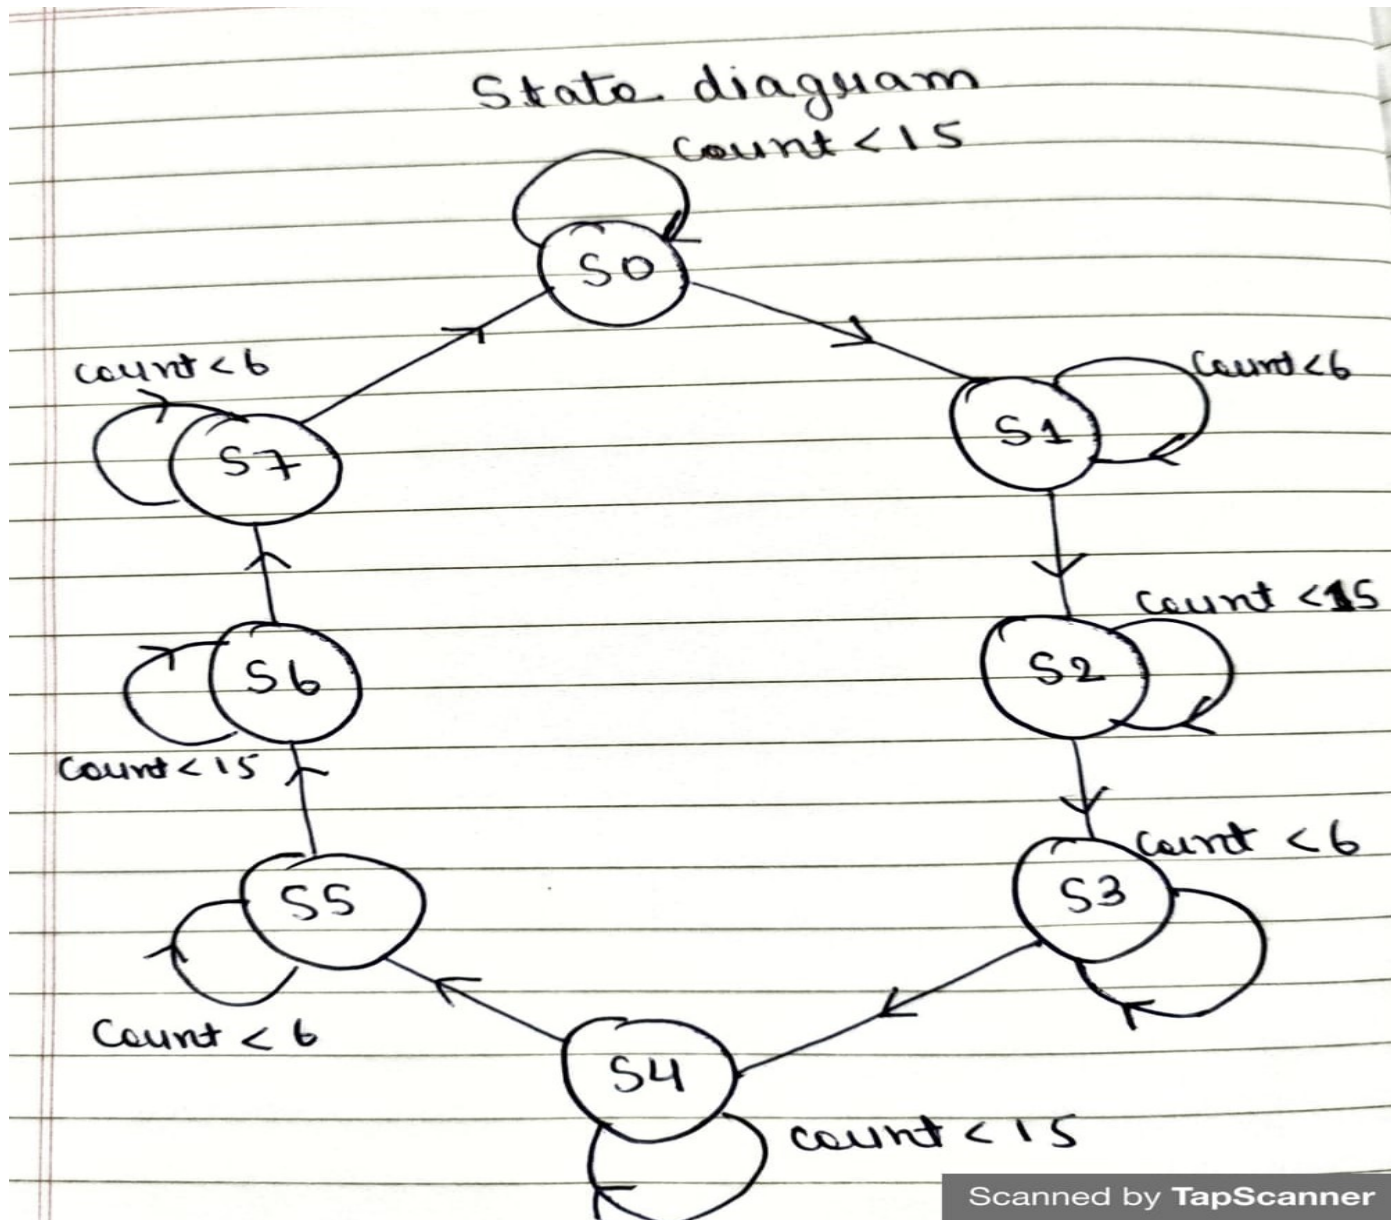 State diagram
count < 15
S0
count < 6
S7
S1
count < 6
S6
count < 15
S2
count < 15
S5
count < 6
S3
count < 6
S4
count < 15
Scanned by TapScanner